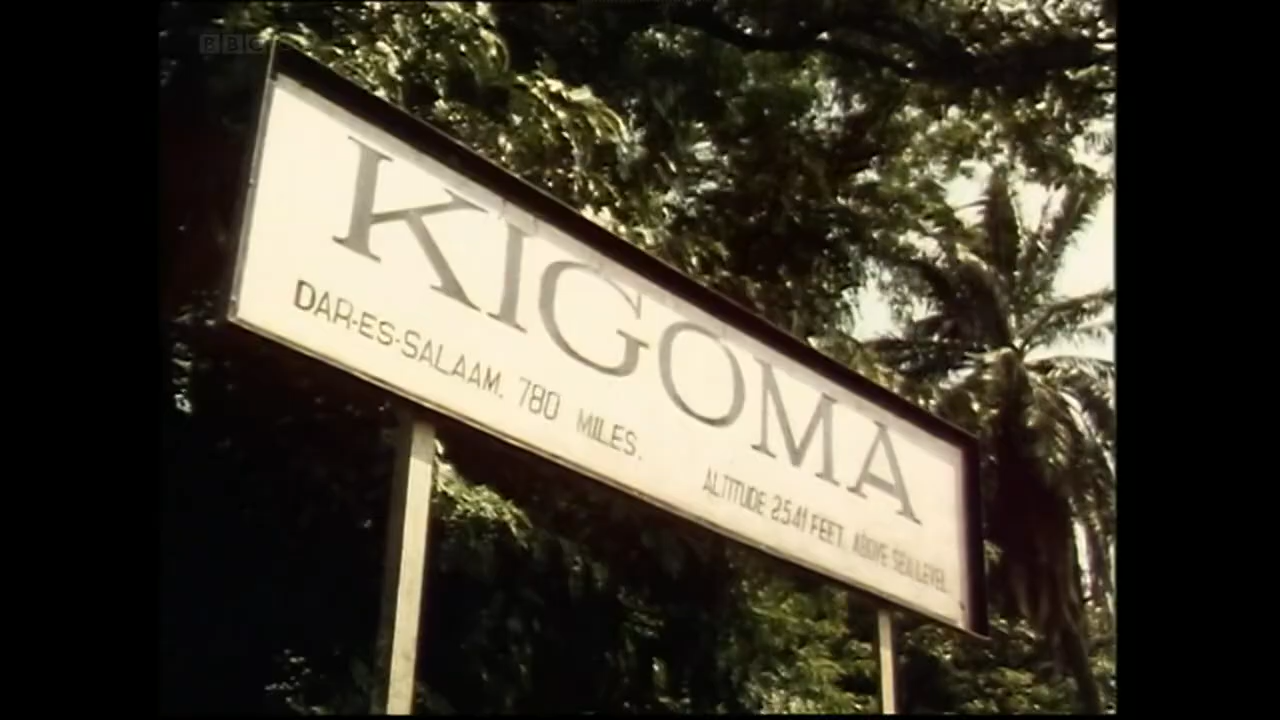 BBC
KIGOMA
DAR-ES-SALAAM. 780 MILES.
ALTITUDE 2541 FEET. ABOVE SEA LEVEL